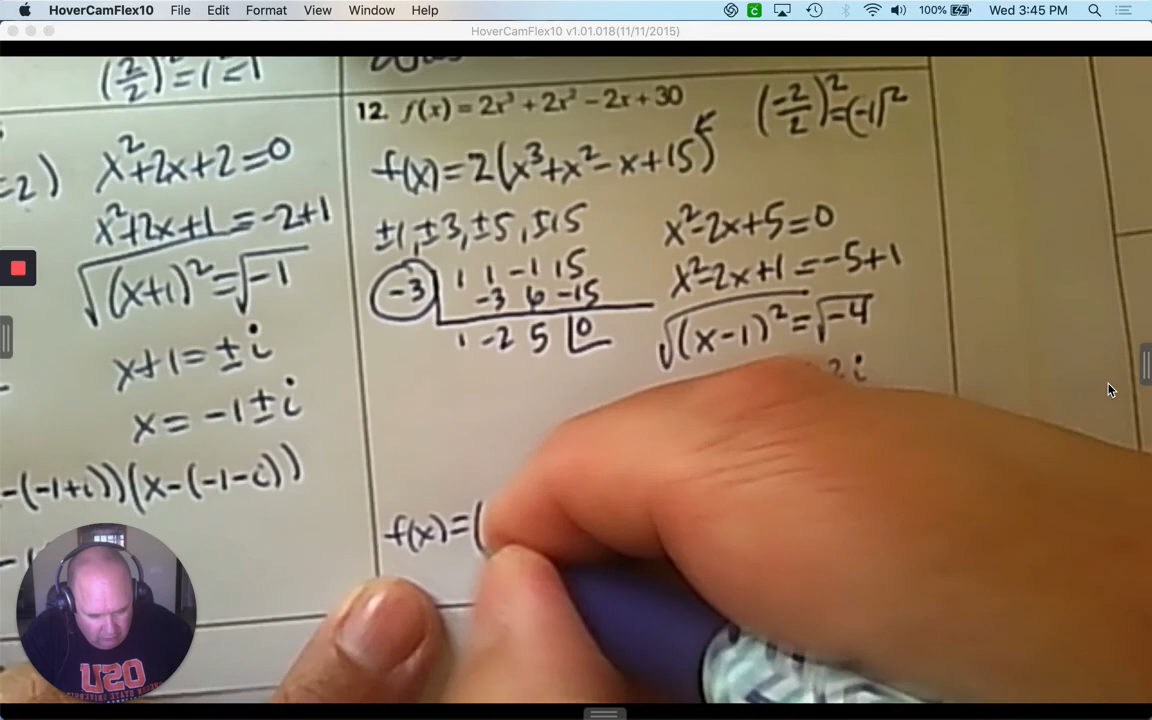 HoverCamFlex10 File Edit Format View Window Help 100% Wed 3:45 PM
HoverCamFlex10 v1.01.018(11/11/2015)
(2/2)² = 1² = 1
=2)
x²+2x+2=0
x²+2x+1=-2+1
√(x+1)²=√-1
x+1=±i
x=-1±i
-(-1+i))(x-(-1-i))
12. f(x) = 2x³ + 2x² − 2x + 30
(-2/2)²=(-1)²
f(x)=2(x³+x²-x+15)
±1,±3,±5,±15
-3 1 1 -1 15
-3 6 -15
1 -2 5 0
x²-2x+5=0
x²-2x+1=-5+1
√(x-1)²=√-4
2i
f(x)=(